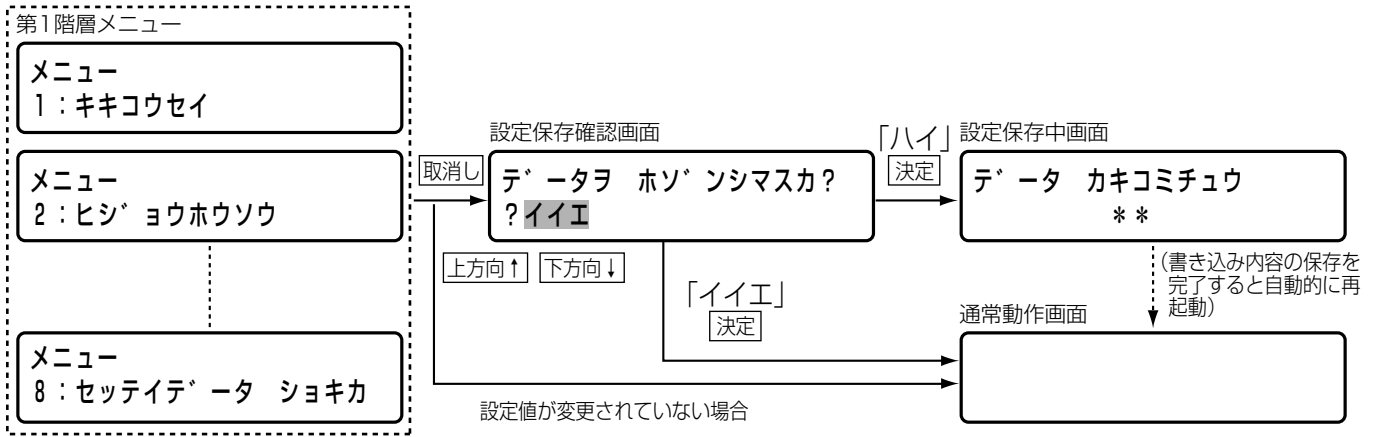 第1階層メニュー
メニュー
1：キキコウセイ
メニュー
2：ヒシ゛ョウホウソウ
メニュー
8：セッテイテ゛ータ　ショキカ
取消し
上方向↑
下方向↓
設定保存確認画面
テ゛ータヲ　ホソ゛ンシマスカ？
？イイエ
「ハイ」
決定
「イイエ」
決定
設定値が変更されていない場合
設定保存中画面
テ゛ータ　カキコミチュウ
＊＊
（書き込み内容の保存を
完了すると自動的に再
起動）
通常動作画面